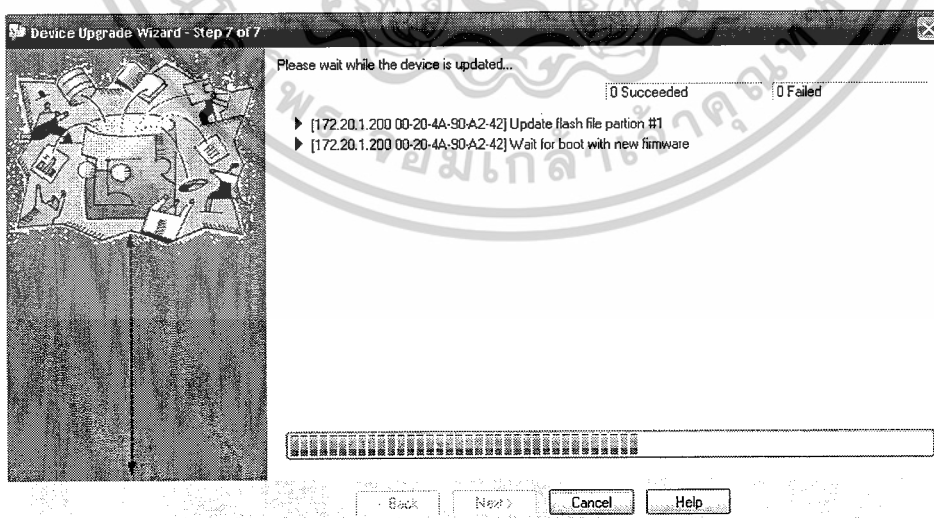 Device Upgrade Wizard - Step 7 of 7
Please wait while the device is updated...
0 Succeeded
0 Failed
[172.20.1.200 00-20-4A-90-A2-42] Update flash file partion #1
[172.20.1.200 00-20-4A-90-A2-42] Wait for boot with new firmware
Back
Next >
Cancel
Help